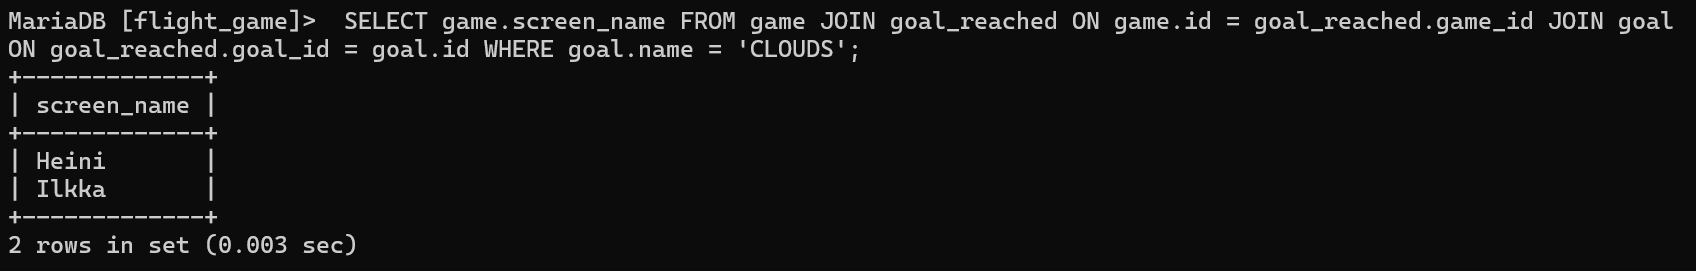 MariaDB [flight_game]>  SELECT game.screen_name FROM game JOIN goal_reached ON game.id = goal_reached.game_id JOIN goal
ON goal_reached.goal_id = goal.id WHERE goal.name = 'CLOUDS';
+-------------+
| screen_name |
+-------------+
| Heini       |
| Ilkka       |
+-------------+
2 rows in set (0.003 sec)